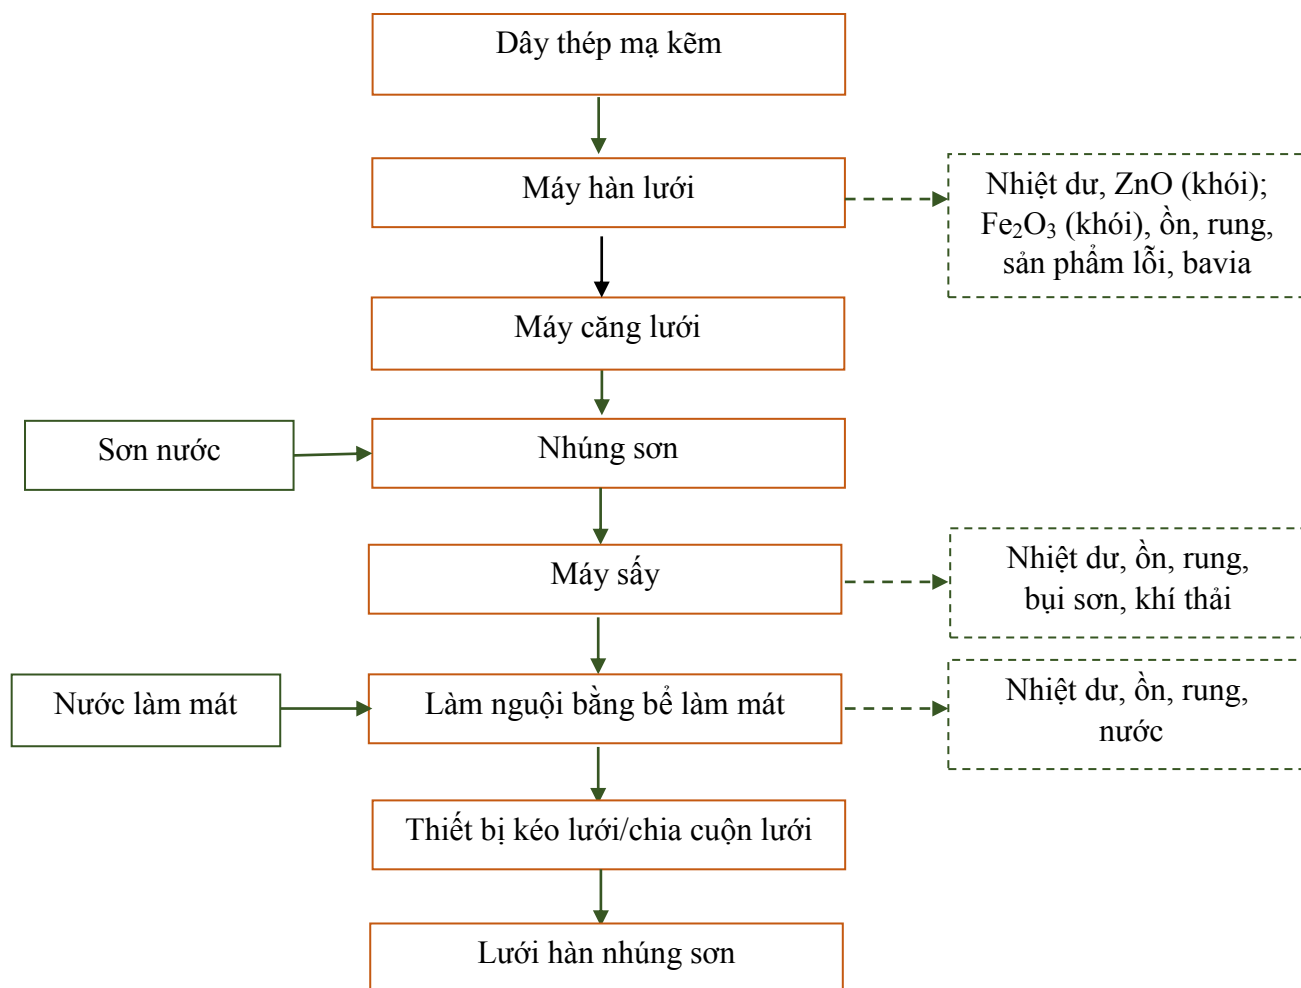 Dây thép mạ kẽm
Máy hàn lưới
Nhiệt dư, ZnO (khói);
Fe₂O₃ (khói), ồn, rung,
sản phẩm lỗi, bavia
Máy căng lưới
Sơn nước
Nhúng sơn
Máy sấy
Nhiệt dư, ồn, rung,
bụi sơn, khí thải
Nước làm mát
Làm nguội bằng bể làm mát
Nhiệt dư, ồn, rung,
nước
Thiết bị kéo lưới/chia cuộn lưới
Lưới hàn nhúng sơn